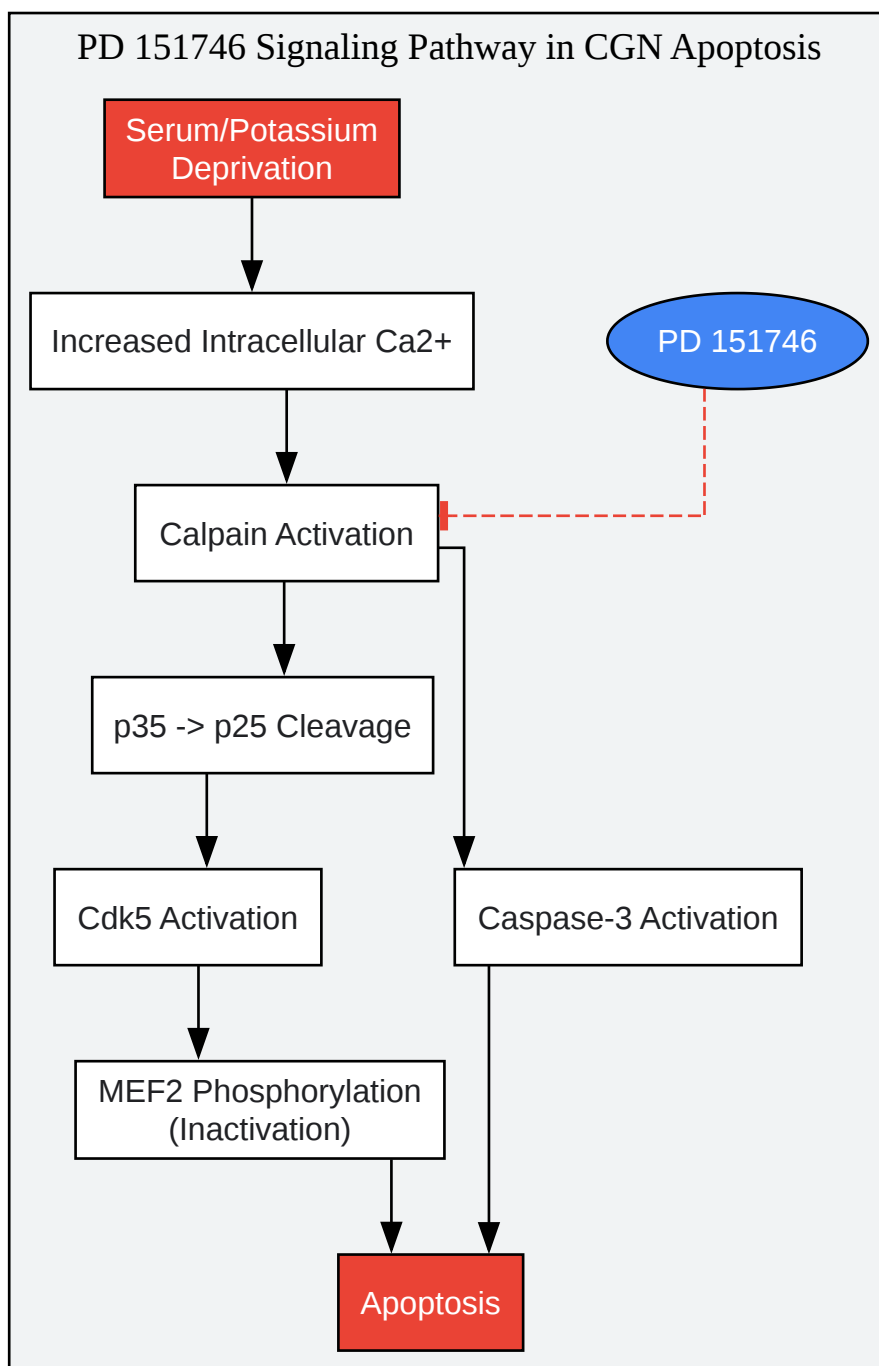 PD 151746 Signaling Pathway in CGN Apoptosis
Serum/Potassium
Deprivation
Increased Intracellular Ca2+
PD 151746
Calpain Activation
p35 -> p25 Cleavage
Cdk5 Activation
Caspase-3 Activation
MEF2 Phosphorylation
(Inactivation)
Apoptosis